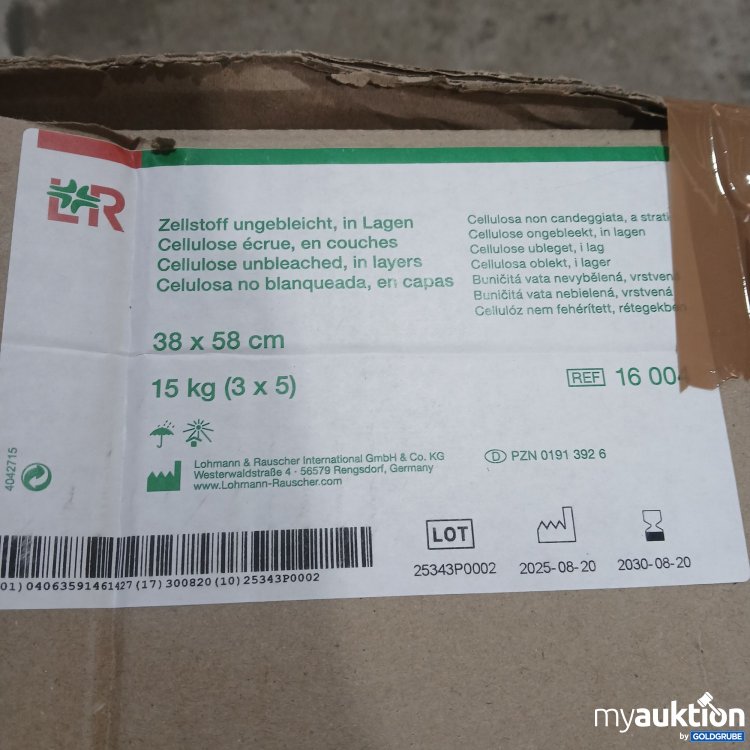 L&R
Zellstoff ungebleicht, in Lagen
Cellulose écrue, en couches
Cellulose unbleached, in layers
Celulosa no blanqueada, en capas
Cellulosa non candeggiata, a strati
Cellulose ongebleekt, in lagen
Cellulose ubleget, i lag
Cellulosa oblekt, i lager
Buničitá vata nevybělená, vrstven
Buničitá vata nebielená, vrstvená
Cellulóz nem fehérített, rétegekbe
38 x 58 cm
15 kg (3 x 5)
REF 16 004
Lohmann & Rauscher International GmbH & Co. KG
Westerwaldstraße 4 · 56579 Rengsdorf, Germany
www.Lohmann-Rauscher.com
D PZN 0191 392 6
4042715
LOT
25343P0002
2025-08-20
2030-08-20
01)04063591461427(17)300820(10)25343P0002
myauktion
by GOLDGRUBE